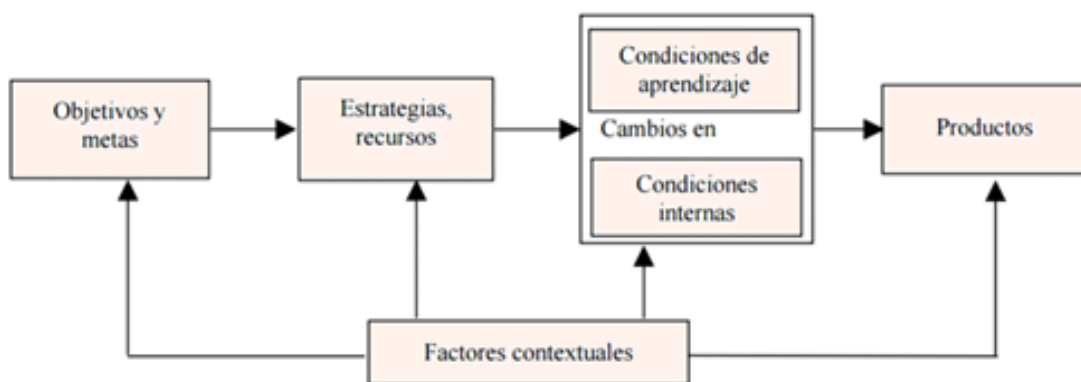 Objetivos y
metas
Estrategias,
recursos
Condiciones de
aprendizaje
Cambios en
Condiciones
internas
Productos
Factores contextuales